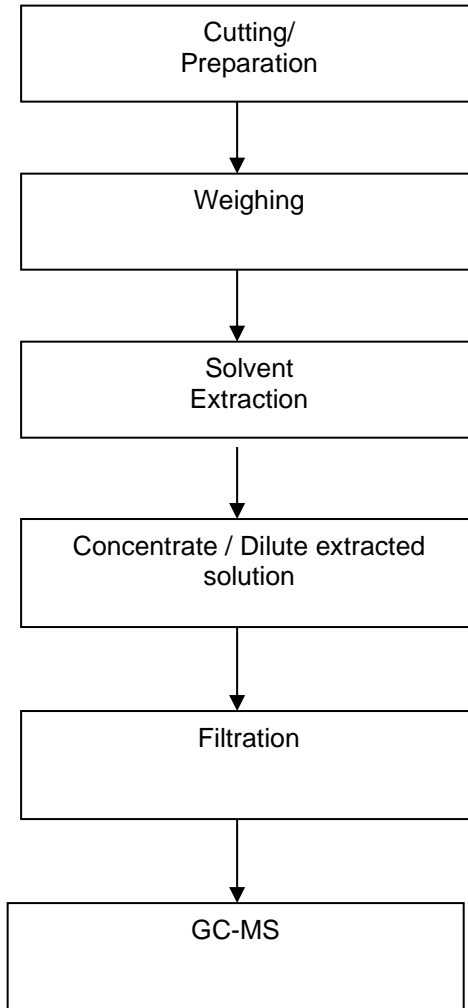 Cutting/
Preparation
Weighing
Solvent
Extraction
Concentrate / Dilute extracted
solution
Filtration
GC-MS